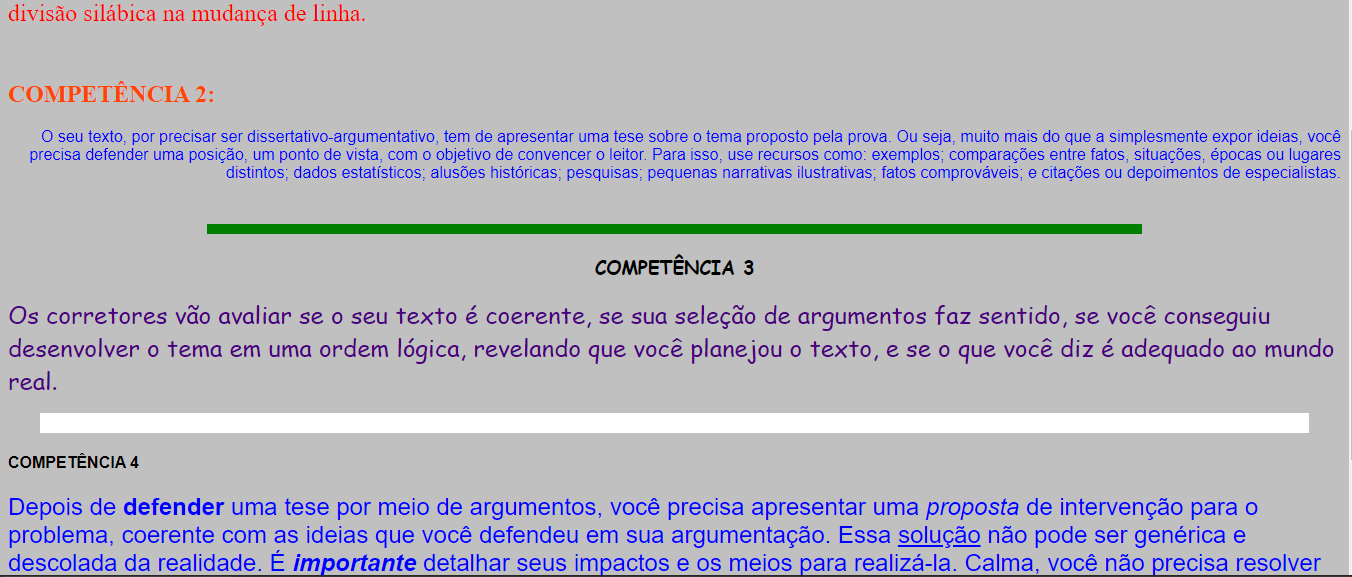 divisão silábica na mudança de linha.
COMPETÊNCIA 2:
O seu texto, por precisar ser dissertativo-argumentativo, tem de apresentar uma tese sobre o tema proposto pela prova. Ou seja, muito mais do que a simplesmente expor ideias, você
precisa defender uma posição, um ponto de vista, com o objetivo de convencer o leitor. Para isso, use recursos como: exemplos; comparações entre fatos, situações, épocas ou lugares
distintos; dados estatísticos; alusões históricas; pesquisas; pequenas narrativas ilustrativas; fatos comprováveis; e citações ou depoimentos de especialistas.
COMPETÊNCIA 3
Os corretores vão avaliar se o seu texto é coerente, se sua seleção de argumentos faz sentido, se você conseguiu
desenvolver o tema em uma ordem lógica, revelando que você planejou o texto, e se o que você diz é adequado ao mundo
real.
COMPETÊNCIA 4
Depois de defender uma tese por meio de argumentos, você precisa apresentar uma proposta de intervenção para o
problema, coerente com as ideias que você defendeu em sua argumentação. Essa solução não pode ser genérica e
descolada da realidade. É importante detalhar seus impactos e os meios para realizá-la. Calma, você não precisa resolver